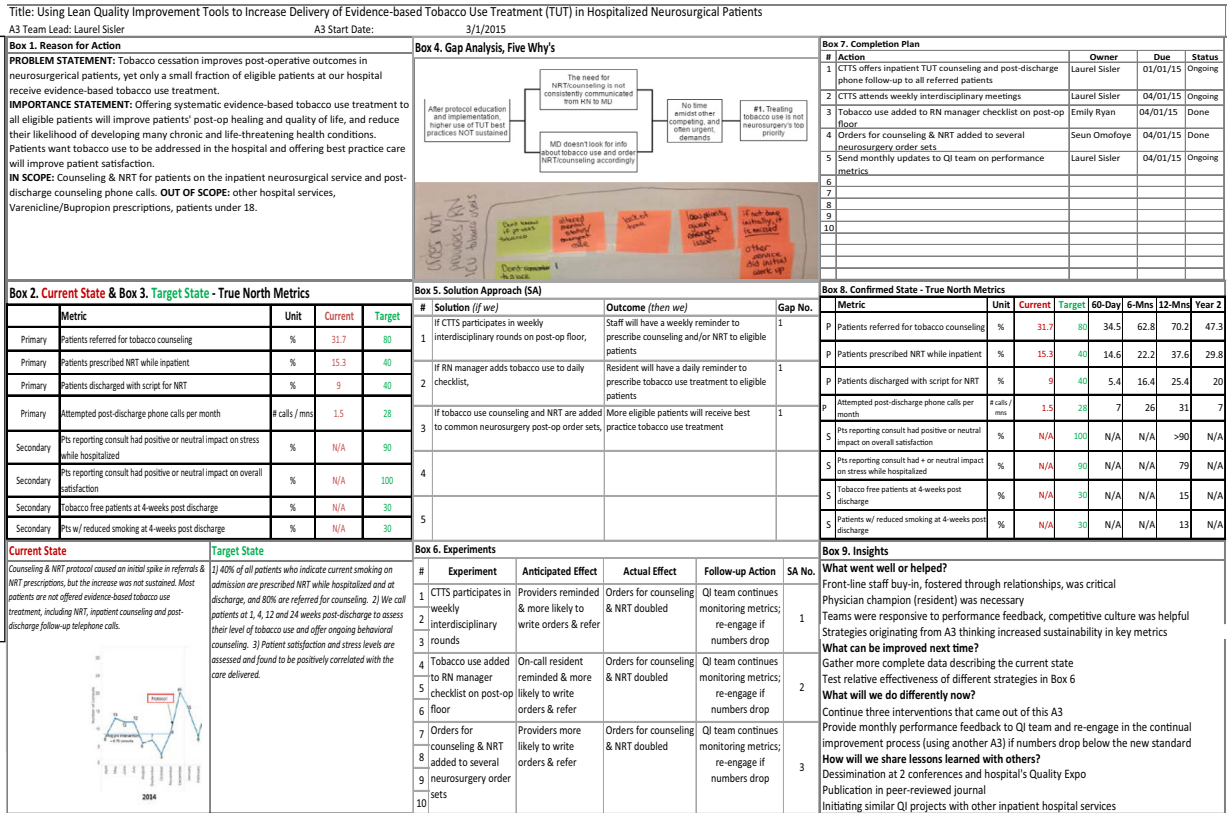 Title: Using Lean Quality Improvement Tools to Increase Delivery of Evidence-based Tobacco Use Treatment (TUT) in Hospitalized Neurosurgical Patients
A3 Team Lead: Laurel Sisler A3 Start Date: 3/1/2015
Box 1. Reason for Action
PROBLEM STATEMENT: Tobacco cessation improves post-operative outcomes in
neurosurgerical patients, yet only a small fraction of eligible patients at our hospital
receive evidence-based tobacco use treatment.
IMPORTANCE STATEMENT: Offering systematic evidence-based tobacco use treatment to
all eligible patients will improve patients' post-op healing and quality of life, and reduce
their likelihood of developing many chronic and life-threatening health conditions.
Patients want tobacco use to be addressed in the hospital and offering best practice care
will improve patient satisfaction.
IN SCOPE: Counseling & NRT for patients on the inpatient neurosurgical service and post-
discharge counseling phone calls. OUT OF SCOPE: other hospital services,
Varenicline/Bupropion prescriptions, patients under 18.
Box 2. Current State & Box 3. Target State - True North Metrics
Metric Unit Current Target
Primary Patients referred for tobacco counseling % 31.7 80
Primary Patients prescribed NRT while inpatient % 15.3 40
Primary Patients discharged with script for NRT % 9 40
Primary Attempted post-discharge phone calls per month # calls / mns 1.5 28
Secondary Pts reporting consult had positive or neutral impact on stress
while hospitalized % N/A 90
Secondary Pts reporting consult had positive or neutral impact on overall
satisfaction % N/A 100
Secondary Tobacco free patients at 4-weeks post discharge % N/A 30
Secondary Pts w/ reduced smoking at 4-weeks post discharge % N/A 30
Current State
Counseling & NRT protocol caused an initial spike in referrals &
NRT prescriptions, but the increase was not sustained. Most
patients are not offered evidence-based tobacco use
treatment, including NRT, inpatient counseling and post-
discharge follow-up telephone calls.
2014
Target State
1) 40% of all patients who indicate current smoking on
admission are prescribed NRT while hospitalized and at
discharge, and 80% are referred for counseling. 2) We call
patients at 1, 4, 12 and 24 weeks post-discharge to assess
their level of tobacco use and offer ongoing behavioral
counseling. 3) Patient satisfaction and stress levels are
assessed and found to be positively correlated with the
care delivered.
Box 4. Gap Analysis, Five Why's
After protocol education
and implementation,
higher use of TUT best
practices NOT sustained
The need for
NRT/counseling is not
consistently communicated
from RN to MD
MD doesn't look for info
about tobacco use and order
NRT/counseling accordingly
No time
amidst other
competing, and
often urgent,
demands
#1. Treating
tobacco use is not
neurosurgery's top
priority
Don't know
if pt uses
tobacco
altered
mental
status/
emergent
case
lack of
time
low priority
given
emergent
issues
if not done
initially, it
is missed
other
service
did initial
work up
Box 5. Solution Approach (SA)
# Solution (if we) Outcome (then we) Gap No.
1 If CTTS participates in weekly
interdisciplinary rounds on post-op floor,
Staff will have a weekly reminder to
prescribe counseling and/or NRT to eligible
patients
1
2 If RN manager adds tobacco use to daily
checklist,
Resident will have a daily reminder to
prescribe tobacco use treatment to eligible
patients
1
3 If tobacco use counseling and NRT are added
to common neurosurgery post-op order sets,
More eligible patients will receive best
practice tobacco use treatment
1
4
5
Box 6. Experiments
# Experiment Anticipated Effect Actual Effect Follow-up Action SA No.
1
2
3
CTTS participates in
weekly
interdisciplinary
rounds
Providers reminded
& more likely to
write orders & refer
Orders for counseling
& NRT doubled
QI team continues
monitoring metrics;
re-engage if
numbers drop
1
4
5
6
Tobacco use added
to RN manager
checklist on post-op
floor
On-call resident
reminded & more
likely to write
orders & refer
Orders for counseling
& NRT doubled
QI team continues
monitoring metrics;
re-engage if
numbers drop
2
7
8
9
10
Orders for
counseling & NRT
added to several
neurosurgery order
sets
Providers more
likely to write
orders & refer
Orders for counseling
& NRT doubled
QI team continues
monitoring metrics;
re-engage if
numbers drop
3
Box 7. Completion Plan
# Action Owner Due Status
1 CTTS offers inpatient TUT counseling and post-discharge
phone follow-up to all referred patients
Laurel Sisler 01/01/15 Ongoing
2 CTTS attends weekly interdisciplinary meetings Laurel Sisler 04/01/15 Ongoing
3 Tobacco use added to RN manager checklist on post-op
floor
Emily Ryan 04/01/15 Done
4 Orders for counseling & NRT added to several
neurosurgery order sets
Seun Omofoye 04/01/15 Done
5 Send monthly updates to QI team on performance
metrics
Laurel Sisler 04/01/15 Ongoing
6
7
8
9
10
Box 8. Confirmed State - True North Metrics
Metric Unit Current Target 60-Day 6-Mns 12-Mns Year 2
P Patients referred for tobacco counseling % 31.7 80 34.5 62.8 70.2 47.3
P Patients prescribed NRT while inpatient % 15.3 40 14.6 22.2 37.6 29.8
P Patients discharged with script for NRT % 9 40 5.4 16.4 25.4 20
P Attempted post-discharge phone calls per
month # calls /
mns 1.5 28 7 26 31 7
S Pts reporting consult had positive or neutral
impact on overall satisfaction % N/A 100 N/A N/A >90 N/A
S Pts reporting consult had + or neutral impact
on stress while hospitalized % N/A 90 N/A N/A 79 N/A
S Tobacco free patients at 4-weeks post
discharge % N/A 30 N/A N/A 15 N/A
S Patients w/ reduced smoking at 4-weeks post
discharge % N/A 30 N/A N/A 13 N/A
Box 9. Insights
What went well or helped?
Front-line staff buy-in, fostered through relationships, was critical
Physician champion (resident) was necessary
Teams were responsive to performance feedback, competitive culture was helpful
Strategies originating from A3 thinking increased sustainability in key metrics
What can be improved next time?
Gather more complete data describing the current state
Test relative effectiveness of different strategies in Box 6
What will we do differently now?
Continue three interventions that came out of this A3
Provide monthly performance feedback to QI team and re-engage in the continual
improvement process (using another A3) if numbers drop below the new standard
How will we share lessons learned with others?
Dessimination at 2 conferences and hospital's Quality Expo
Publication in peer-reviewed journal
Initiating similar QI projects with other inpatient hospital services